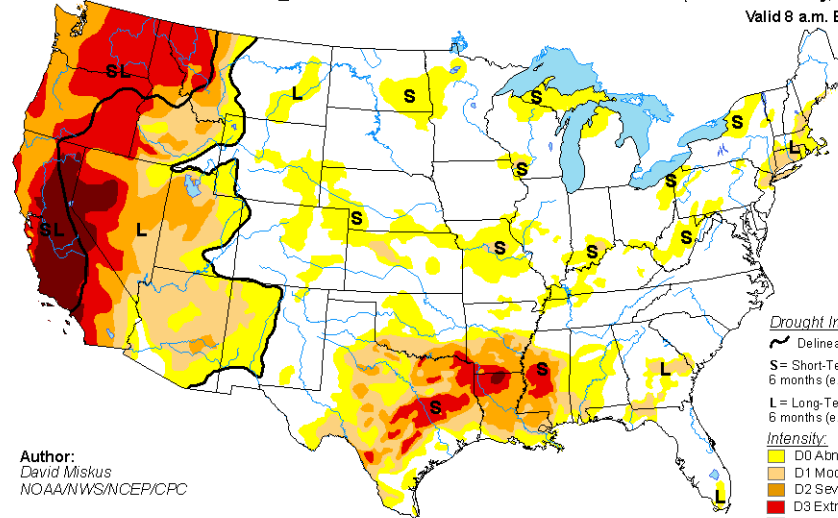 Valid 8 a.m. E
SL
L
S
S
S
L
S
S
SL
L
S
S
S
S
S
S
L
L
Drought In
Delinea
S = Short-Te
6 months (e
L = Long-Te
6 months (e
Intensity:
D0 Abn
D1 Mod
D2 Sev
D3 Extr
Author:
David Miskus
NOAA/NWS/NCEP/CPC